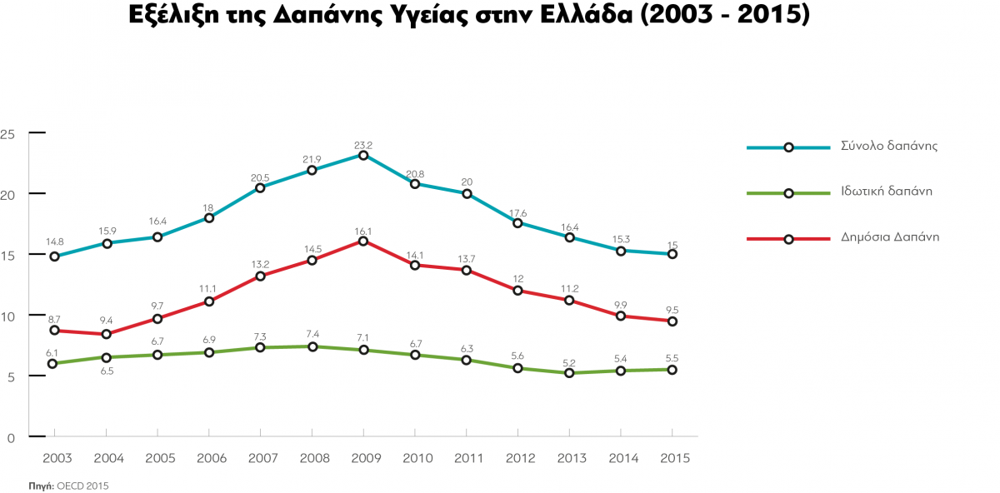 Εξέλιξη της Δαπάνης Υγείας στην Ελλάδα (2003 - 2015)
25
20
15
10
5
0
Σύνολο δαπάνης
Ιδωτική δαπάνη
Δημόσια Δαπάνη
14.8 15.9 16.4 18 20.5 21.9 23.2 20.8 20 17.6 16.4 15.3 15
8.7 9.4 9.7 11.1 13.2 14.5 16.1 14.1 13.7 12 11.2 9.9 9.5
6.1 6.5 6.7 6.9 7.3 7.4 7.1 6.7 6.3 5.6 5.2 5.4 5.5
2003 2004 2005 2006 2007 2008 2009 2010 2011 2012 2013 2014 2015
Πηγή: OECD 2015